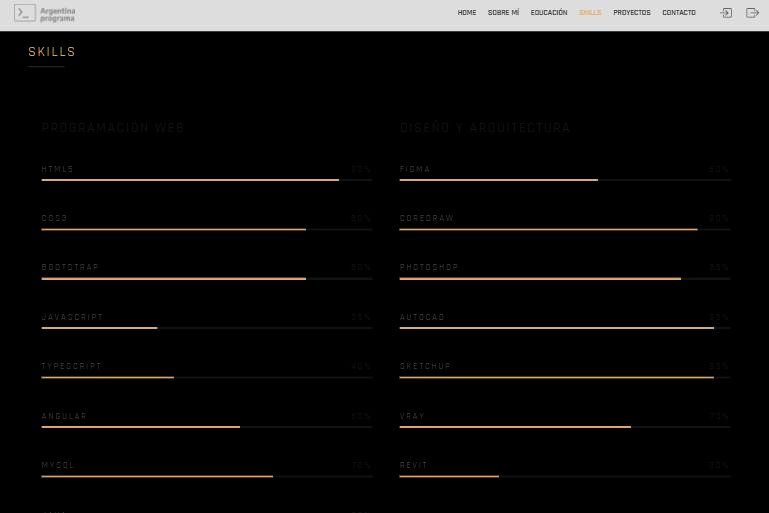 Argentina
programa
HOME SOBRE MÍ EDUCACIÓN SKILLS PROYECTOS CONTACTO
SKILLS
PROGRAMACIÓN WEB
HTML5 90%
CSS3 80%
BOOTSTRAP 80%
JAVASCRIPT 35%
TYPESCRIPT 40%
ANGULAR 60%
MYSQL 70%
DISEÑO Y ARQUITECTURA
FIGMA 60%
COREDRAW 90%
PHOTOSHOP 85%
AUTOCAD 95%
SKETCHUP 95%
VRAY 70%
REVIT 30%